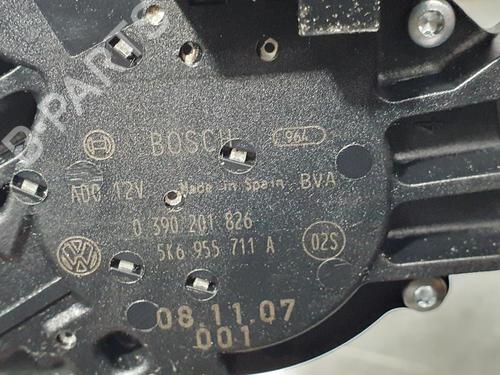 B-PARTS
BOSCH 964
ADC 12V Made in Spain BVA
0 390 201 826
5K6 955 711 A 02S
08.11.07
001